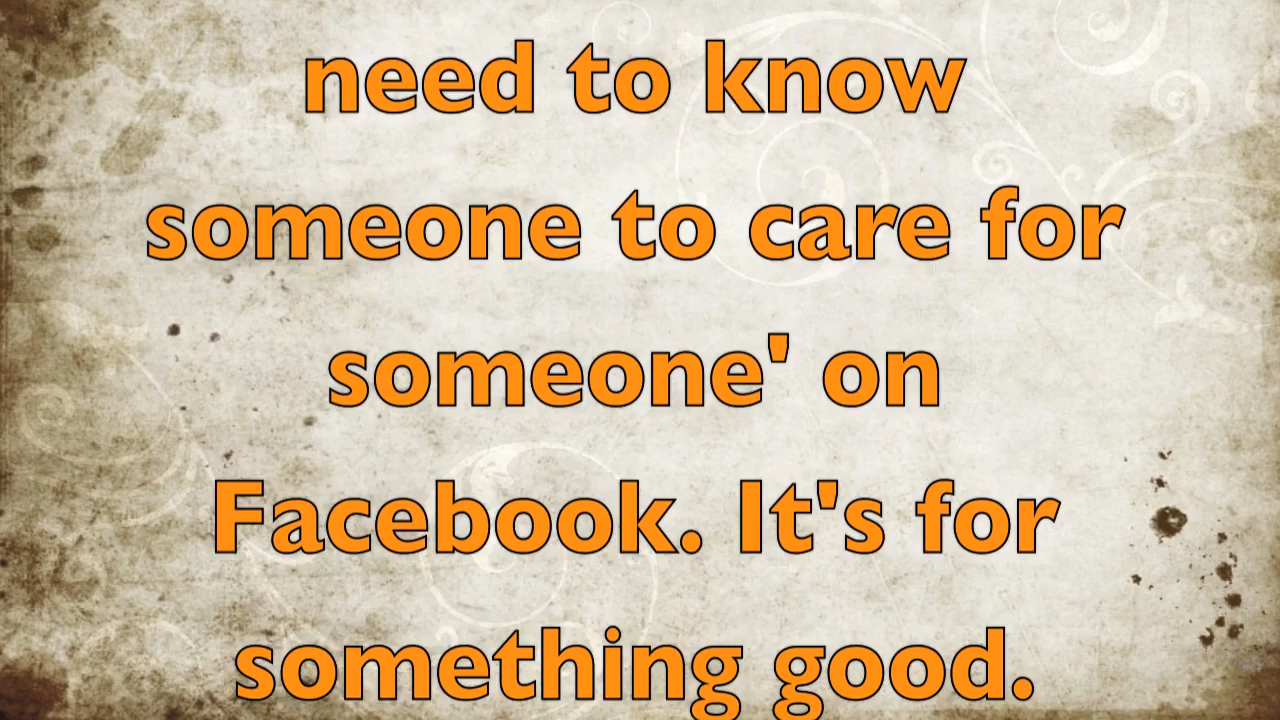 need to know
someone to care for
someone' on
Facebook. It's for
something good.